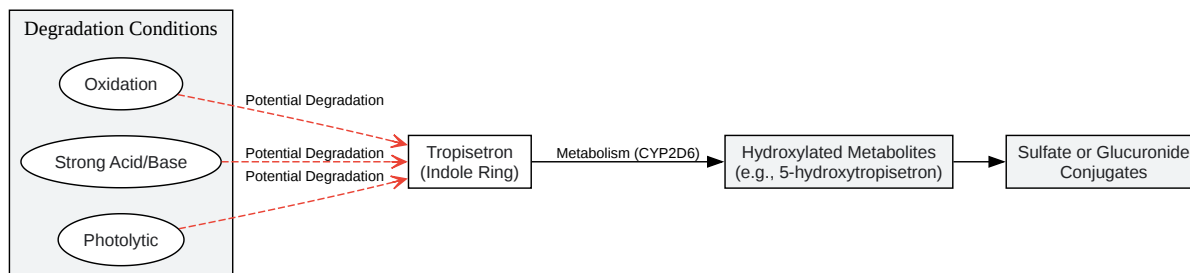 Degradation Conditions
Oxidation
Strong Acid/Base
Photolytic
Potential Degradation
Potential Degradation
Potential Degradation
Tropisetron
(Indole Ring)
Metabolism (CYP2D6)
Hydroxylated Metabolites
(e.g., 5-hydroxytropisetron)
Sulfate or Glucuronide
Conjugates